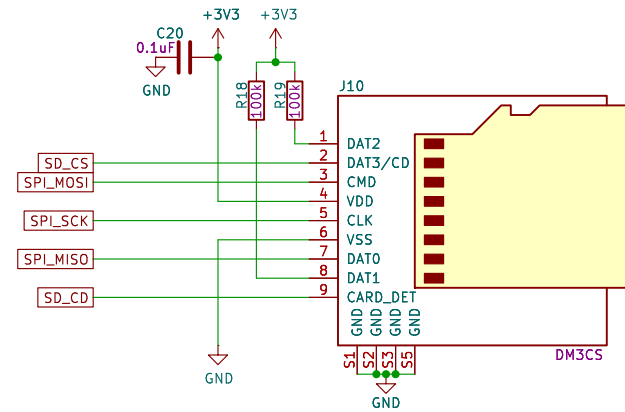 +3V3
+3V3
C20
0.1uF
GND
R18
100k
R19
100k
J10
1 DAT2
SD_CS 2 DAT3/CD
SPI_MOSI 3 CMD
4 VDD
SPI_SCK 5 CLK
6 VSS
SPI_MISO 7 DAT0
8 DAT1
SD_CD 9 CARD_DET
GND GND GND GND
S1 S2 S3 S5
DM3CS
GND
GND